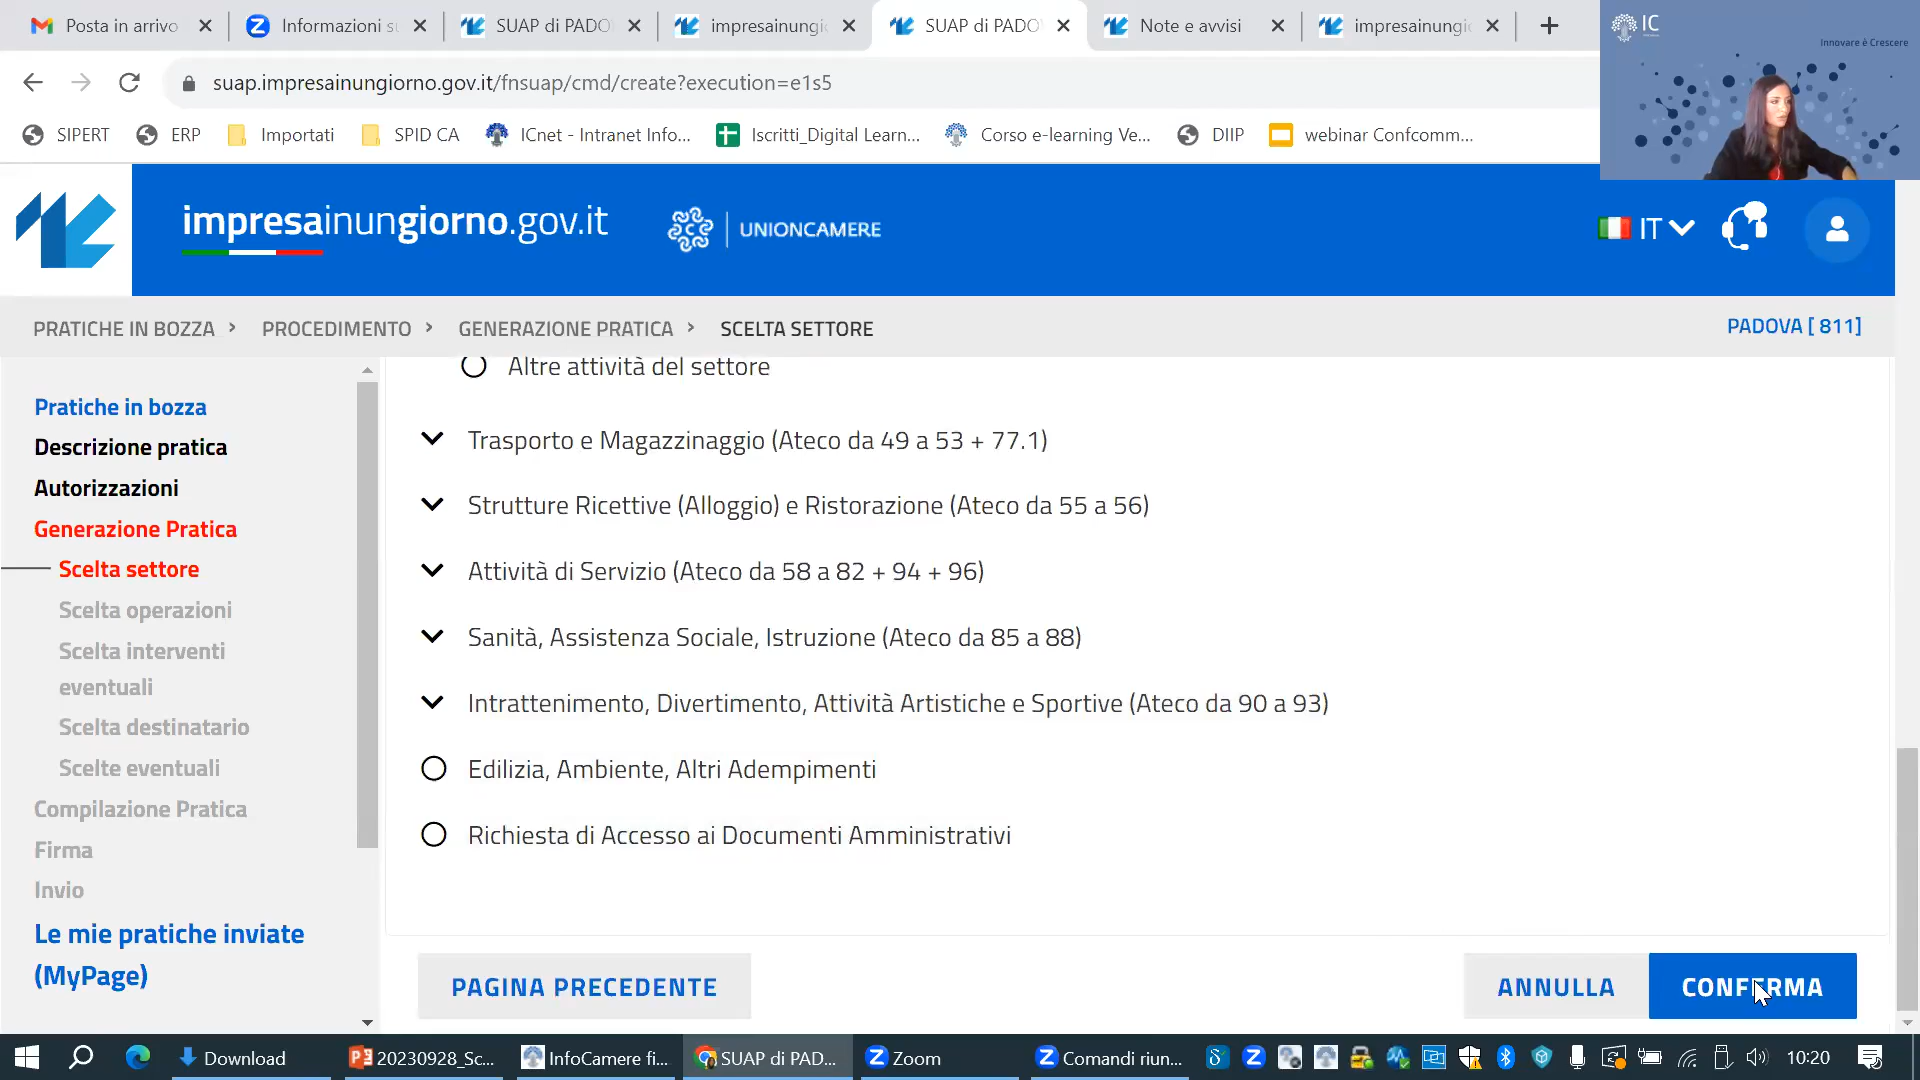 Posta in arrivo
Informazioni su
SUAP di PADO
impresainungi
SUAP di PADO
Note e avvisi
impresainungi
IC
Innovare è Crescere
suap.impresainungiorno.gov.it/fnsuap/cmd/create?execution=e1s5
SIPERT
ERP
Importati
SPID CA
ICnet - Intranet Info...
Iscritti_Digital Learn...
Corso e-learning Ve...
DIIP
webinar Confcomm...
impresainungiorno.gov.it
UNIONCAMERE
IT
PRATICHE IN BOZZA > PROCEDIMENTO > GENERAZIONE PRATICA > SCELTA SETTORE
PADOVA [ 811]
Pratiche in bozza
Descrizione pratica
Autorizzazioni
Generazione Pratica
Scelta settore
Scelta operazioni
Scelta interventi
eventuali
Scelta destinatario
Scelte eventuali
Compilazione Pratica
Firma
Invio
Le mie pratiche inviate
(MyPage)
Altre attività del settore
Trasporto e Magazzinaggio (Ateco da 49 a 53 + 77.1)
Strutture Ricettive (Alloggio) e Ristorazione (Ateco da 55 a 56)
Attività di Servizio (Ateco da 58 a 82 + 94 + 96)
Sanità, Assistenza Sociale, Istruzione (Ateco da 85 a 88)
Intrattenimento, Divertimento, Attività Artistiche e Sportive (Ateco da 90 a 93)
Edilizia, Ambiente, Altri Adempimenti
Richiesta di Accesso ai Documenti Amministrativi
PAGINA PRECEDENTE
ANNULLA
CONFERMA
Download
20230928_Sc...
InfoCamere fi...
SUAP di PAD...
Zoom
Comandi riun...
10:20